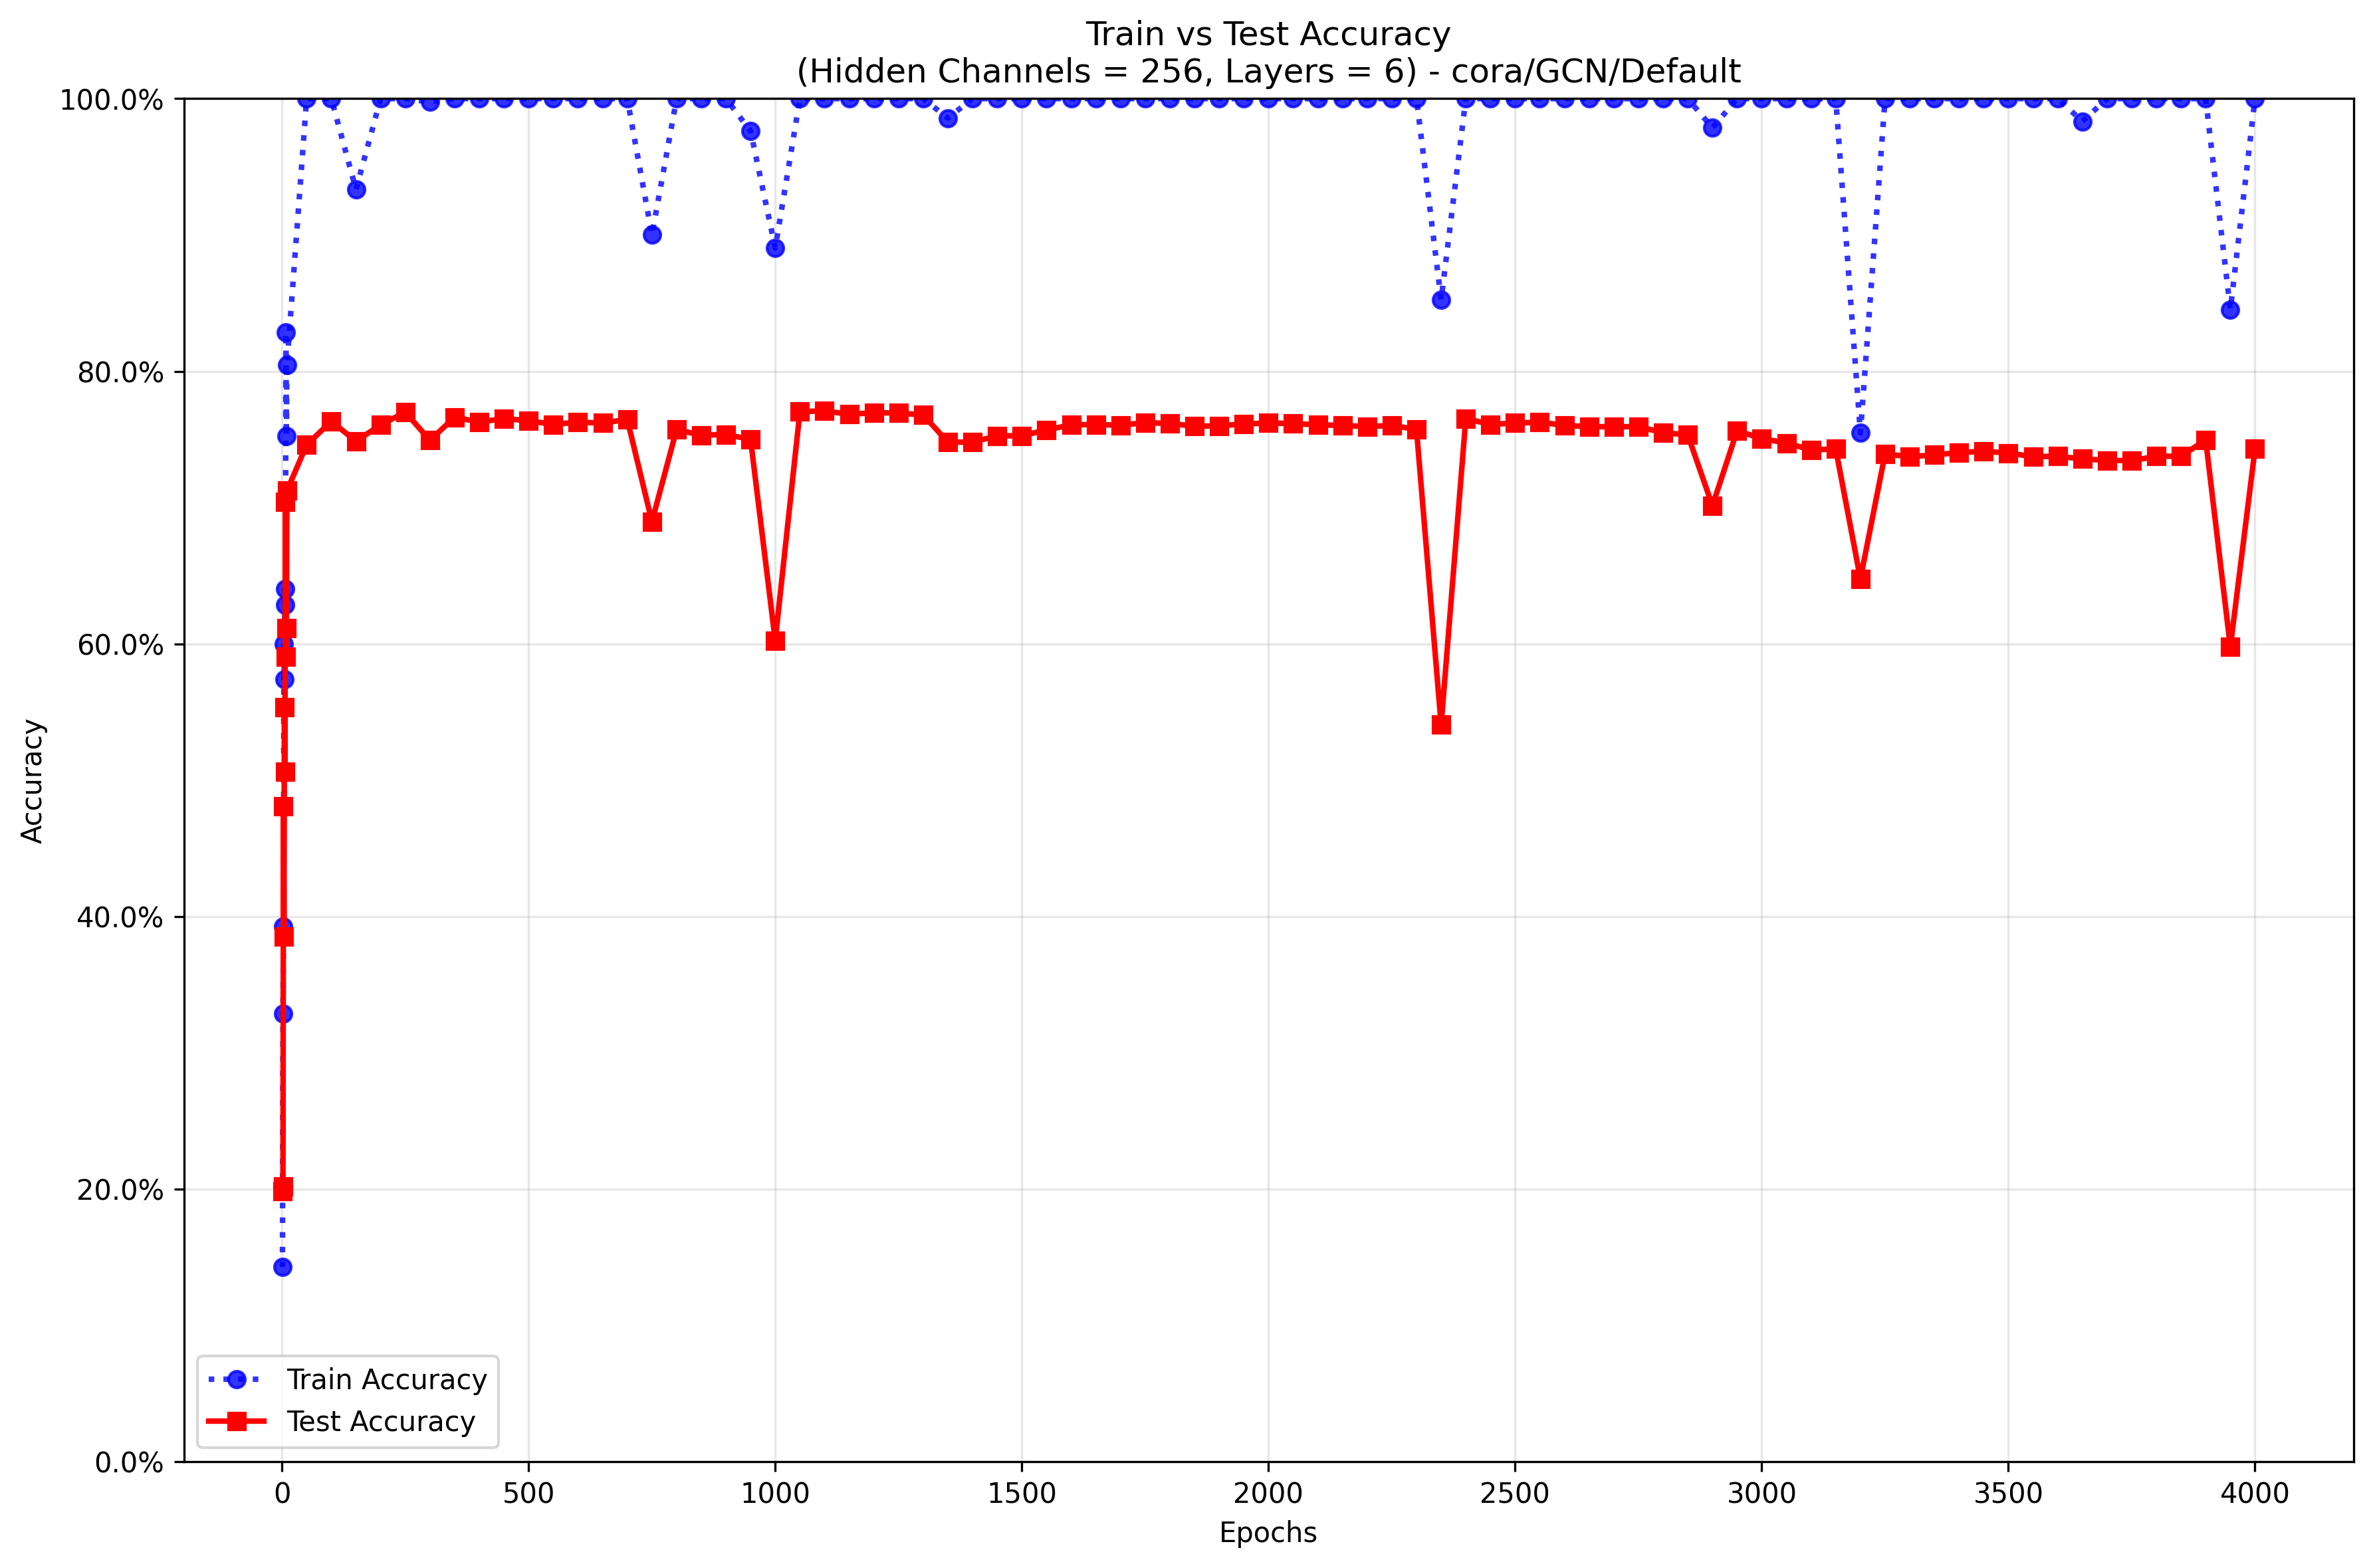 Train vs Test Accuracy
(Hidden Channels = 256, Layers = 6) - cora/GCN/Default
100.0%
80.0%
60.0%
40.0%
20.0%
0.0%
Accuracy
Train Accuracy
Test Accuracy
0 500 1000 1500 2000 2500 3000 3500 4000
Epochs